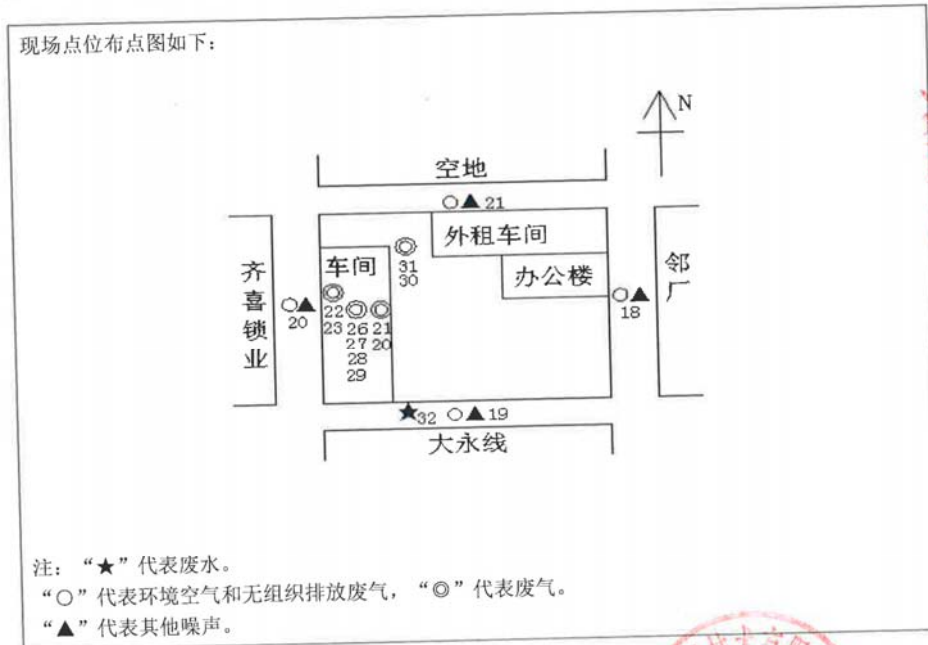 现场点位布点图如下：
N
空地
○▲ 21
外租车间
车间
31
30
办公楼
齐喜锁业
邻厂
○▲
20
○▲
18
22
23
26
27
28
29
21
20
★32 ○▲19
大永线
注：“★”代表废水。
“○”代表环境空气和无组织排放废气，“◎”代表废气。
“▲”代表其他噪声。